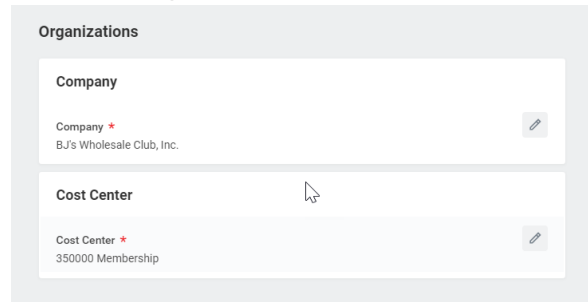 Organizations
Company
Company *
BJ's Wholesale Club, Inc.
Cost Center
Cost Center *
350000 Membership